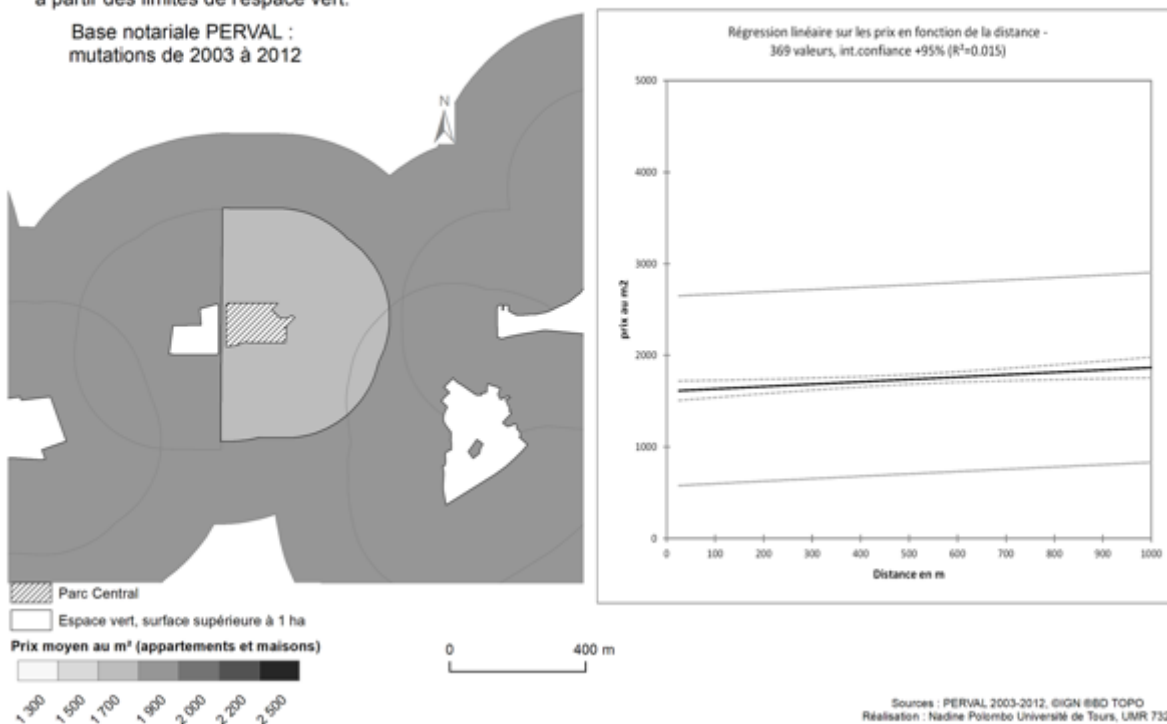 à partir des limites de l'espace vert.
Base notariale PERVAL :
mutations de 2003 à 2012
N
Régression linéaire sur les prix en fonction de la distance -
369 valeurs, int.confiance +95% (R²=0.015)
prix au m2
5000
4000
3000
2000
1000
0
0 100 200 300 400 500 600 700 800 900 1000
Distance en m
Parc Central
Espace vert, surface supérieure à 1 ha
Prix moyen au m² (appartements et maisons)
1 300 1 500 1 700 1 900 2 000 2 200 2 500
0 400 m
Sources : PERVAL 2003-2012, ©IGN ®BD TOPO
Réalisation : Nadine Polombo Université de Tours, UMR